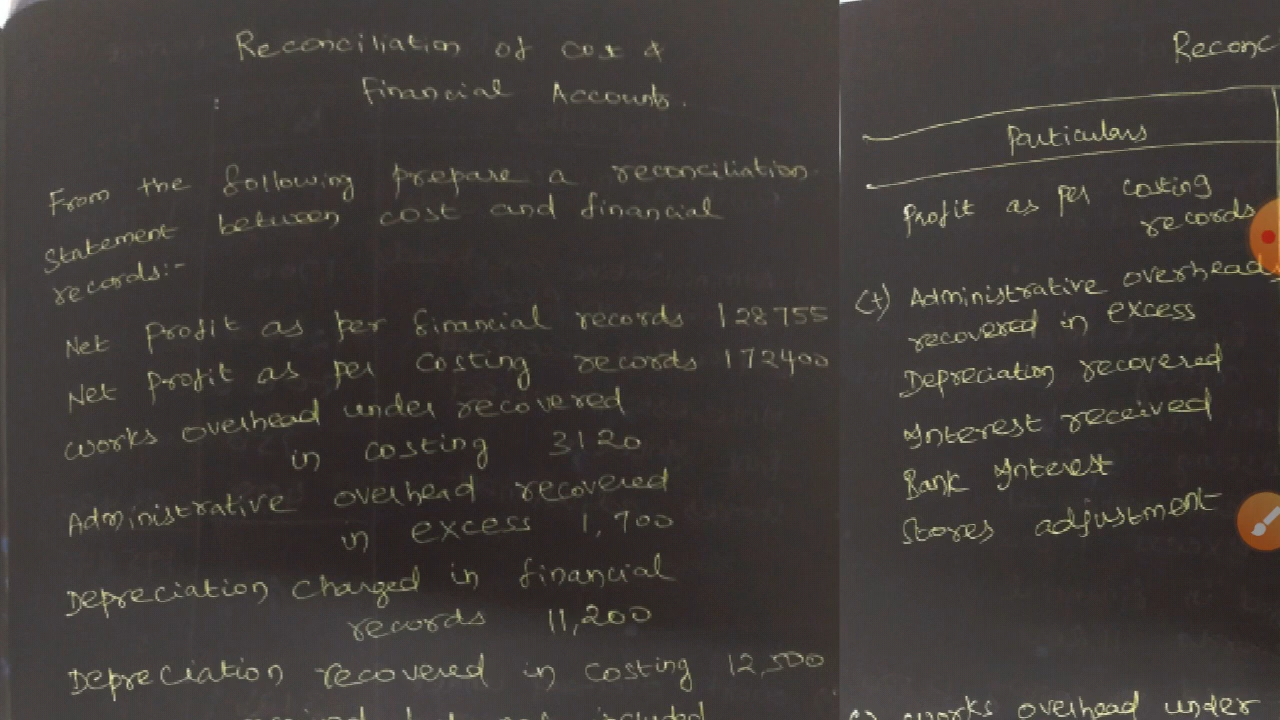 Reconciliation of cost &
Financial Accounts.
From the following prepare a reconciliation
statement between cost and financial
records:-
Net Profit as per financial records 128755
Net Profit as per Costing records 172400
Works overhead under recovered
in costing 3120
Administrative overhead recovered
in excess 1,700
Depreciation charged in financial
records 11,200
Depreciation recovered in costing 12,500
included
Reconc
Particulars
Profit as per costing
records
(+) Administrative overheads
recovered in excess
Depreciation recovered
Interest received
Bank Interest
Stores adjustment
works overhead under